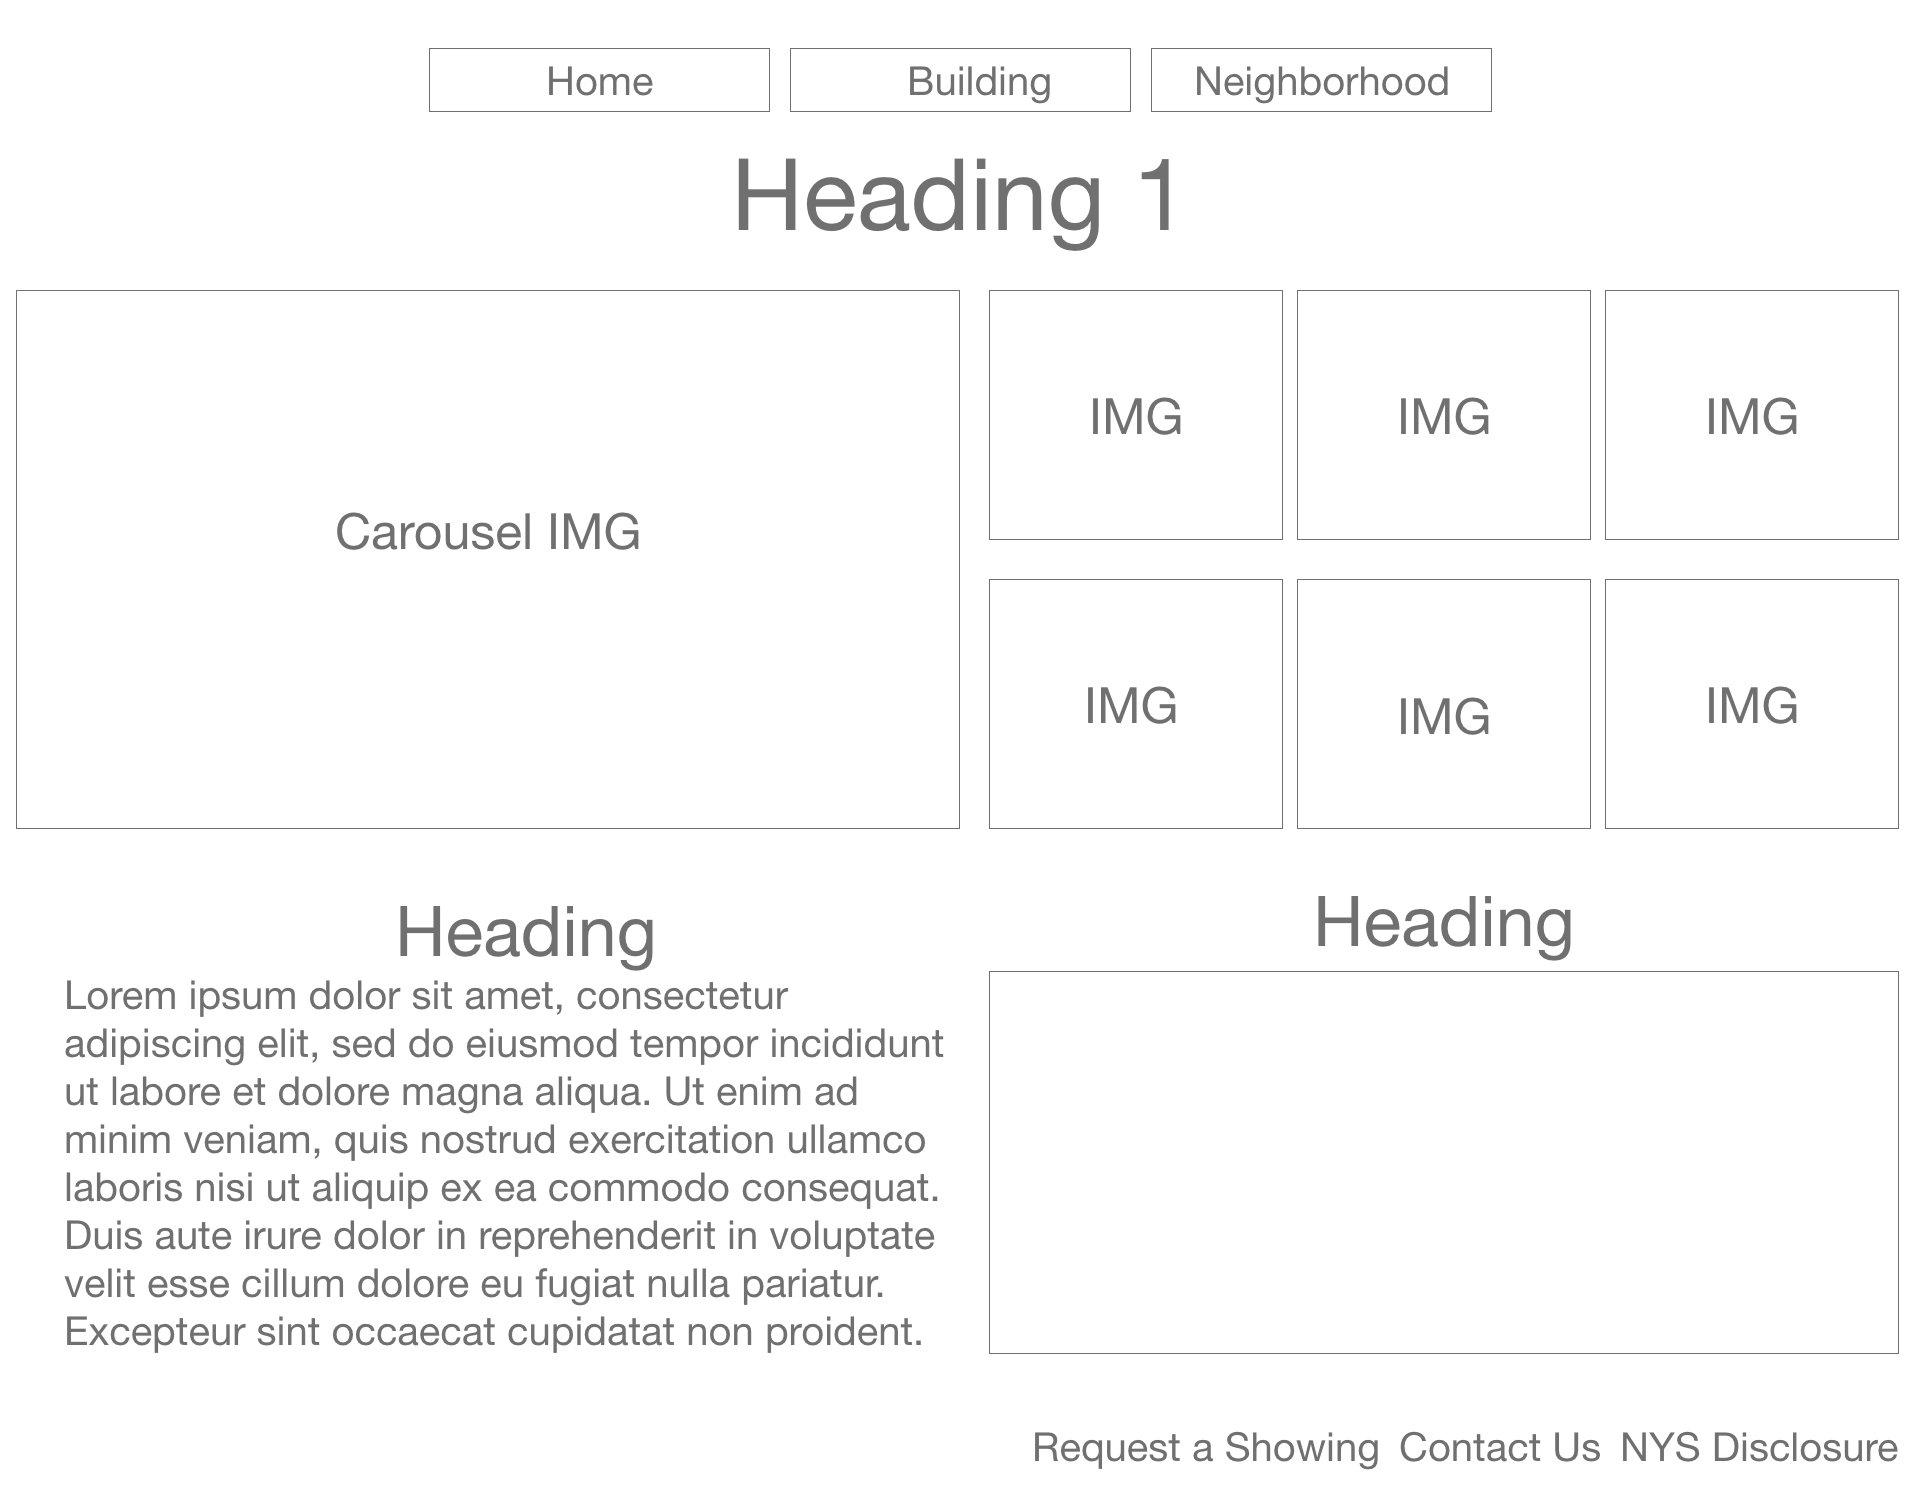 Home Building Neighborhood
Heading 1
Carousel IMG
IMG IMG IMG
IMG IMG IMG
Heading
Lorem ipsum dolor sit amet, consectetur
adipiscing elit, sed do eiusmod tempor incididunt
ut labore et dolore magna aliqua. Ut enim ad
minim veniam, quis nostrud exercitation ullamco
laboris nisi ut aliquip ex ea commodo consequat.
Duis aute irure dolor in reprehenderit in voluptate
velit esse cillum dolore eu fugiat nulla pariatur.
Excepteur sint occaecat cupidatat non proident.
Heading
Request a Showing Contact Us NYS Disclosure